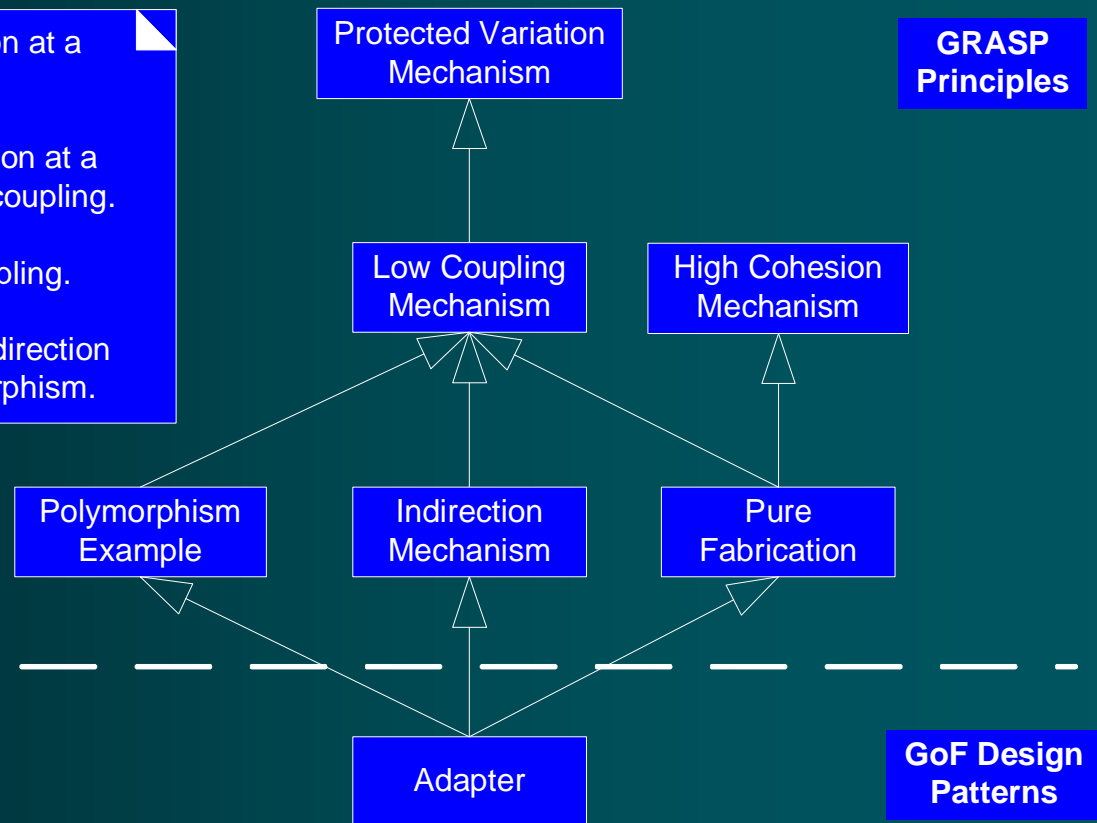 on at a
on at a
coupling.
pling.
direction
rphism.
Protected Variation
Mechanism
GRASP
Principles
Low Coupling
Mechanism
High Cohesion
Mechanism
Polymorphism
Example
Indirection
Mechanism
Pure
Fabrication
Adapter
GoF Design
Patterns